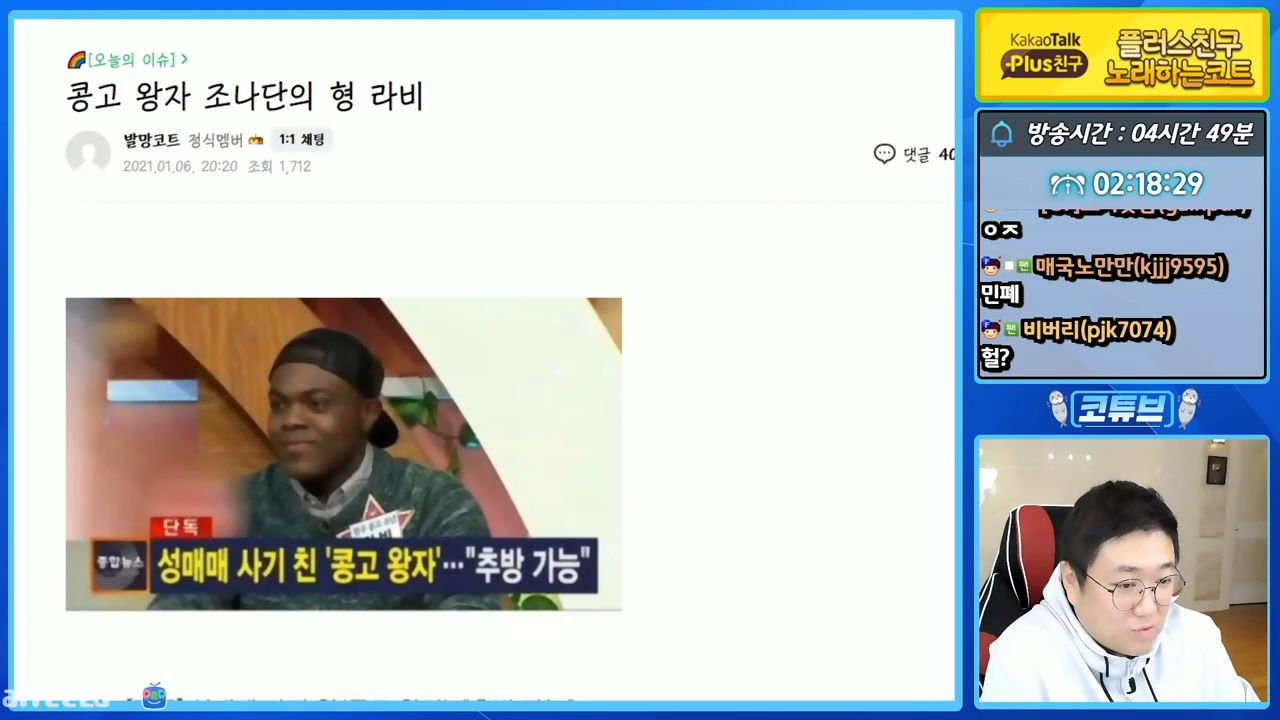 [오늘의 이슈] >
콩고 왕자 조나단의 형 라비
발망코트 정식멤버 1:1 채팅
2021.01.06. 20:20 조회 1,712
댓글 40
단독
종합뉴스
성매매 사기 친 '콩고 왕자'…"추방 가능"
KakaoTalk
Plus친구
플러스친구
노래하는코트
방송시간 : 04시간 49분
02:18:29
ㅇㅈ
팬 매국노만만(kjjj9595)
민폐
팬 비버리(pjk7074)
헐?
코튜브